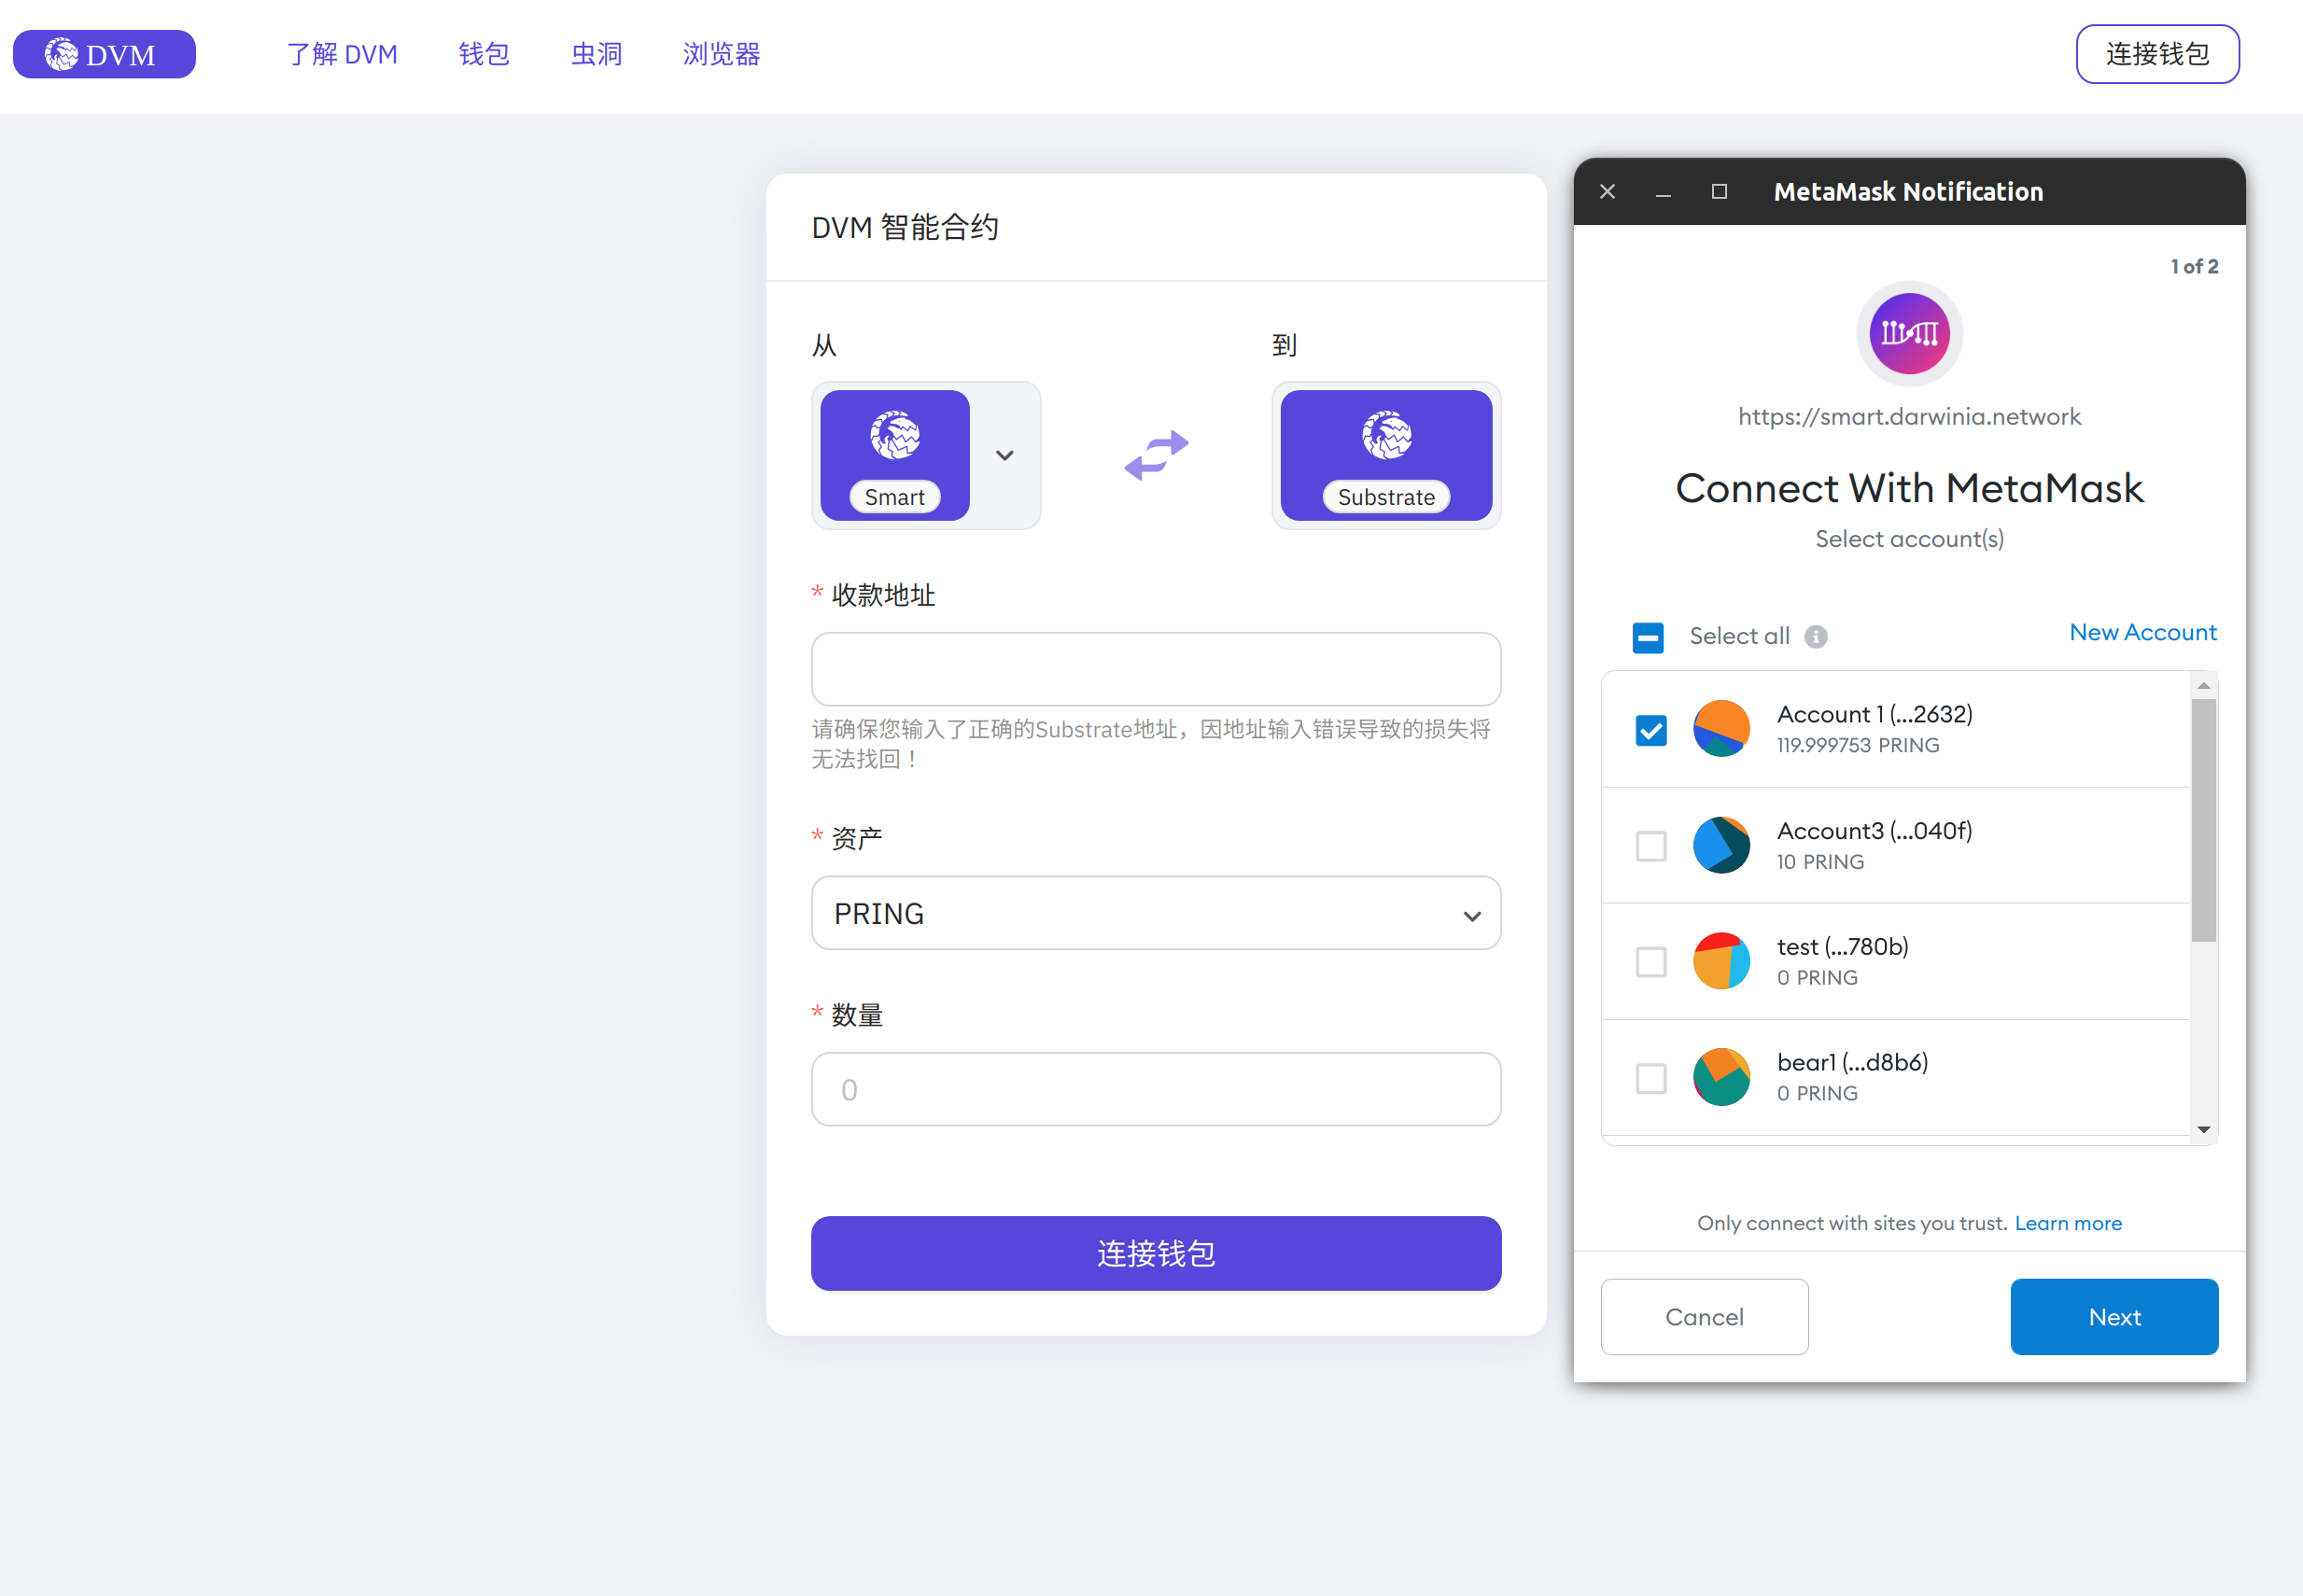 DVM
了解 DVM
钱包
虫洞
浏览器
连接钱包
DVM 智能合约
从
到
Smart
Substrate
* 收款地址
请确保您输入了正确的Substrate地址，因地址输入错误导致的损失将
无法找回！
* 资产
PRING
* 数量
0
连接钱包
MetaMask Notification
1 of 2
https://smart.darwinia.network
Connect With MetaMask
Select account(s)
Select all
New Account
Account 1 (...2632)
119.999753 PRING
Account3 (...040f)
10 PRING
test (...780b)
0 PRING
bear1 (...d8b6)
0 PRING
Only connect with sites you trust. Learn more
Cancel
Next